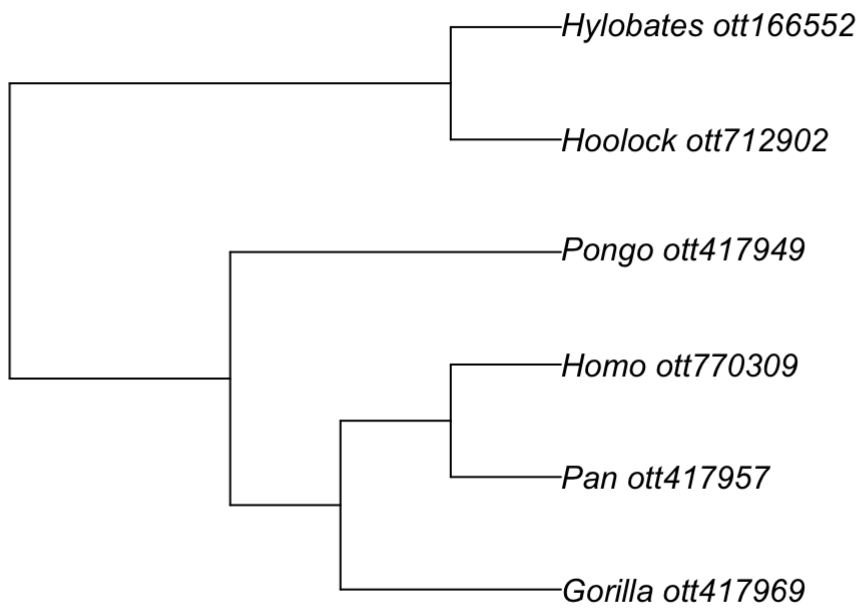 Hylobates ott166552
Hoolock ott712902
Pongo ott417949
Homo ott770309
Pan ott417957
Gorilla ott417969